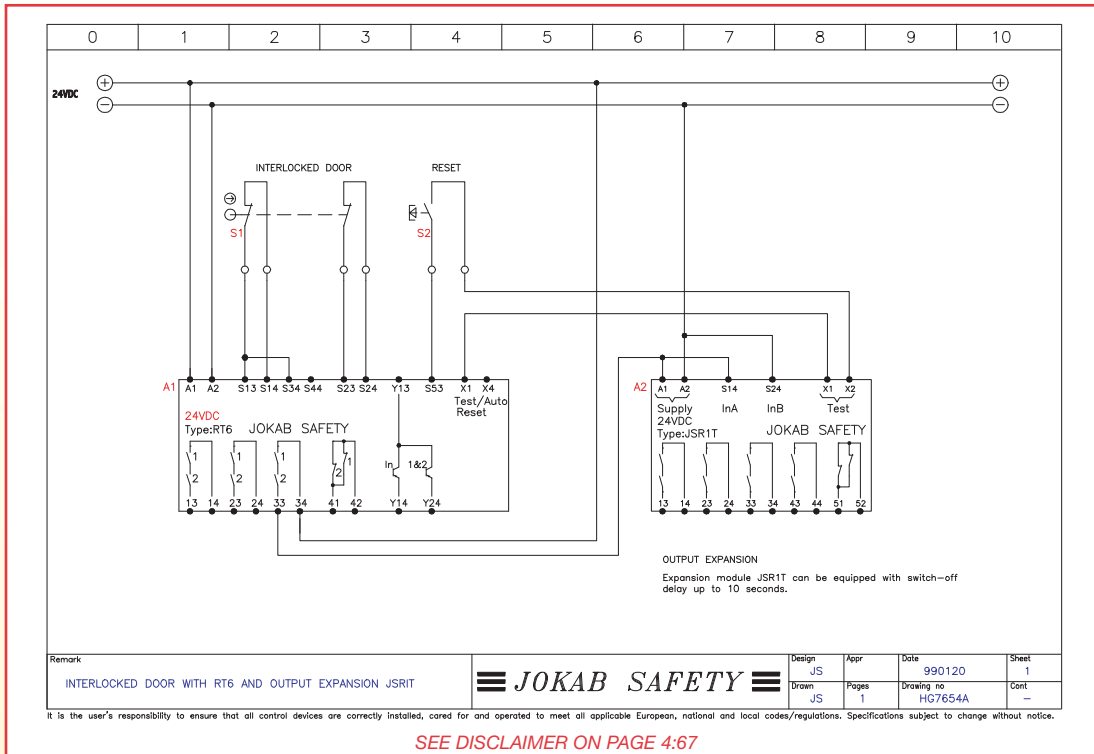 0 1 2 3 4 5 6 7 8 9 10
24VDC
INTERLOCKED DOOR RESET
S1 S2
A1 A1 A2 S13 S14 S34 S44 S23 S24 Y13 S53 X1 X4
Test/Auto
Reset
24VDC
Type:RT6 JOKAB SAFETY
1 1 1 1 In 1&2
2 2 2 2
13 14 23 24 33 34 41 42 Y14 Y24
A2 A1 A2 S14 S24 X1 X2
Supply InA InB Test
24VDC
Type:JSR1T JOKAB SAFETY
13 14 23 24 33 34 43 44 51 52
OUTPUT EXPANSION
Expansion module JSR1T can be equipped with switch-off
delay up to 10 seconds.
Remark
INTERLOCKED DOOR WITH RT6 AND OUTPUT EXPANSION JSRIT
JOKAB SAFETY
Design Appr Date Sheet
JS 990120 1
Drawn Pages Drawing no Cont
JS 1 HG7654A -
It is the user's responsibility to ensure that all control devices are correctly installed, cared for and operated to meet all applicable European, national and local codes/regulations. Specifications subject to change without notice.
SEE DISCLAIMER ON PAGE 4:67